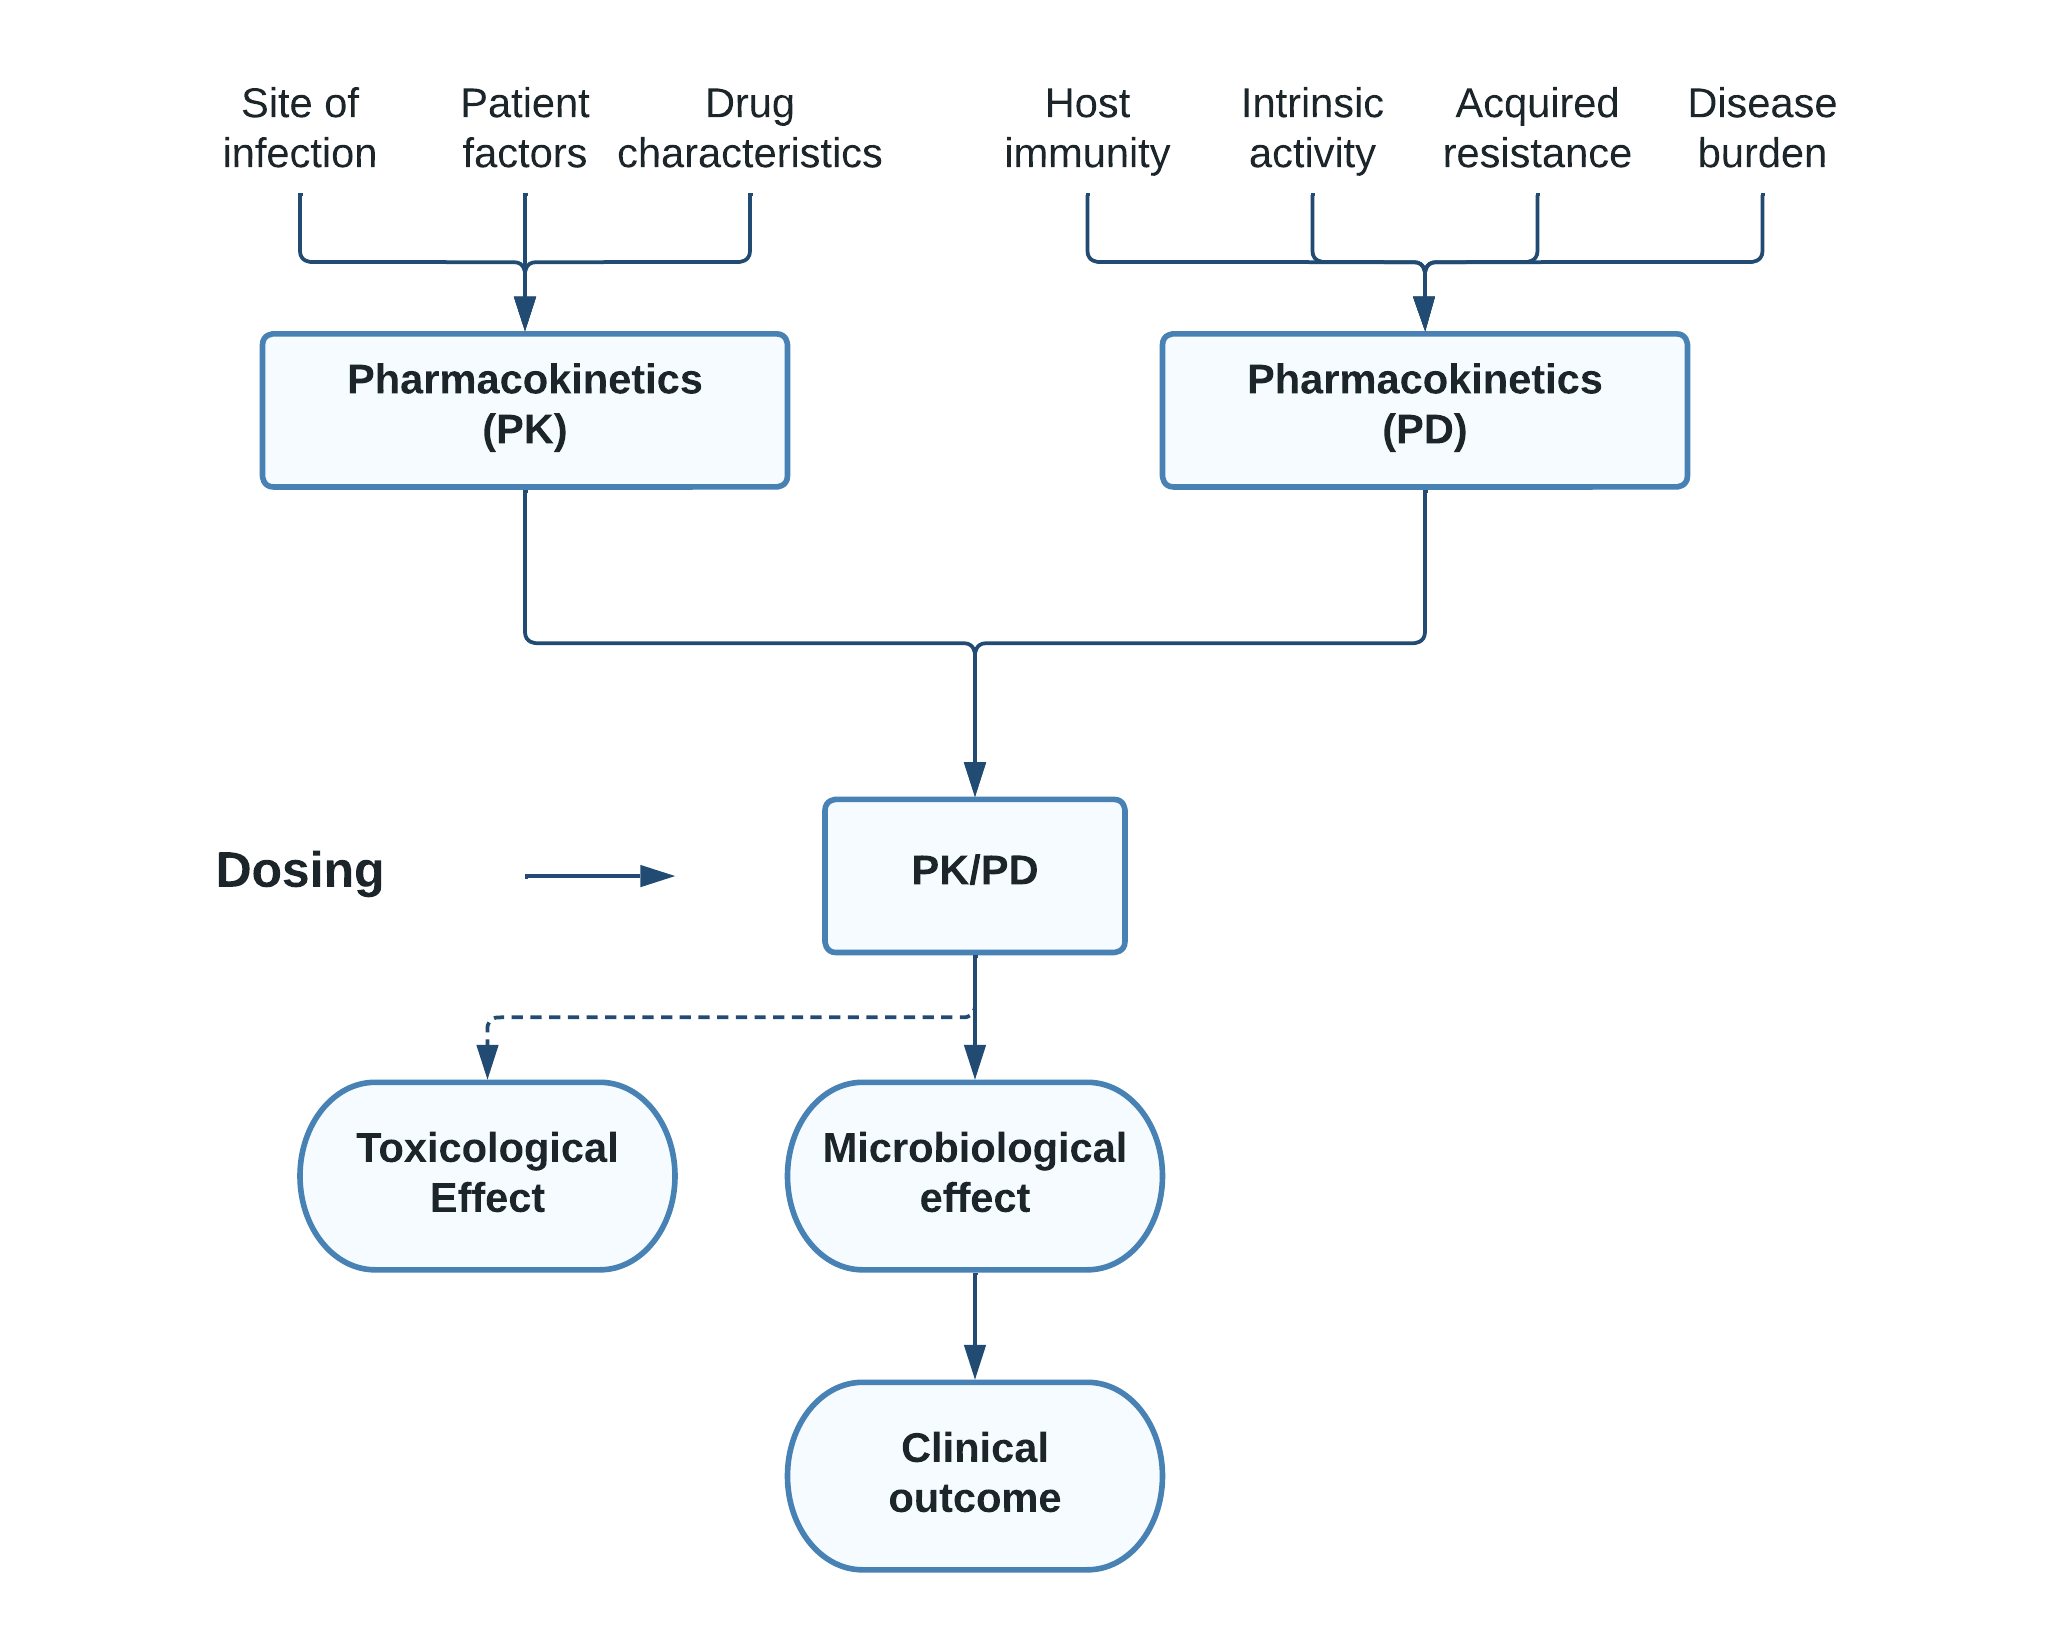 Site of
infection
Patient
factors
Drug
characteristics
Host
immunity
Intrinsic
activity
Acquired
resistance
Disease
burden
Pharmacokinetics
(PK)
Pharmacokinetics
(PD)
Dosing
PK/PD
Toxicological
Effect
Microbiological
effect
Clinical
outcome